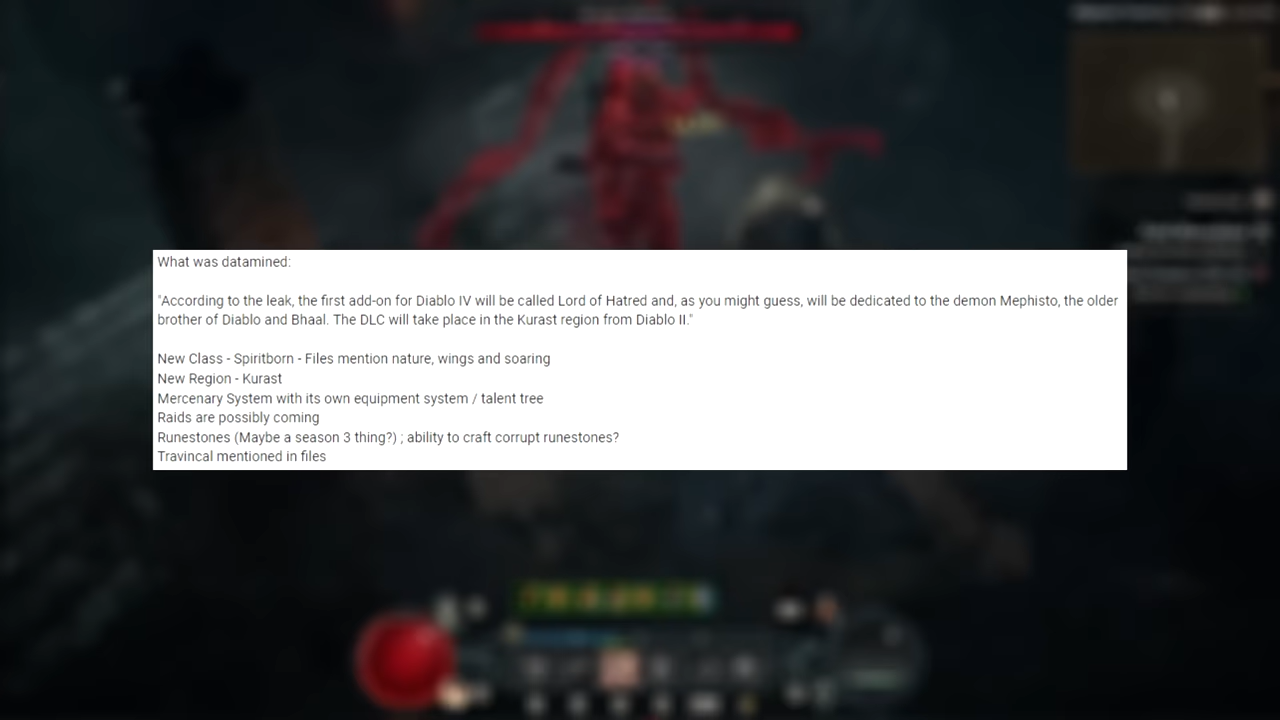 What was datamined:
"According to the leak, the first add-on for Diablo IV will be called Lord of Hatred and, as you might guess, will be dedicated to the demon Mephisto, the older
brother of Diablo and Bhaal. The DLC will take place in the Kurast region from Diablo II."
New Class - Spiritborn - Files mention nature, wings and soaring
New Region - Kurast
Mercenary System with its own equipment system / talent tree
Raids are possibly coming
Runestones (Maybe a season 3 thing?) ; ability to craft corrupt runestones?
Travincal mentioned in files